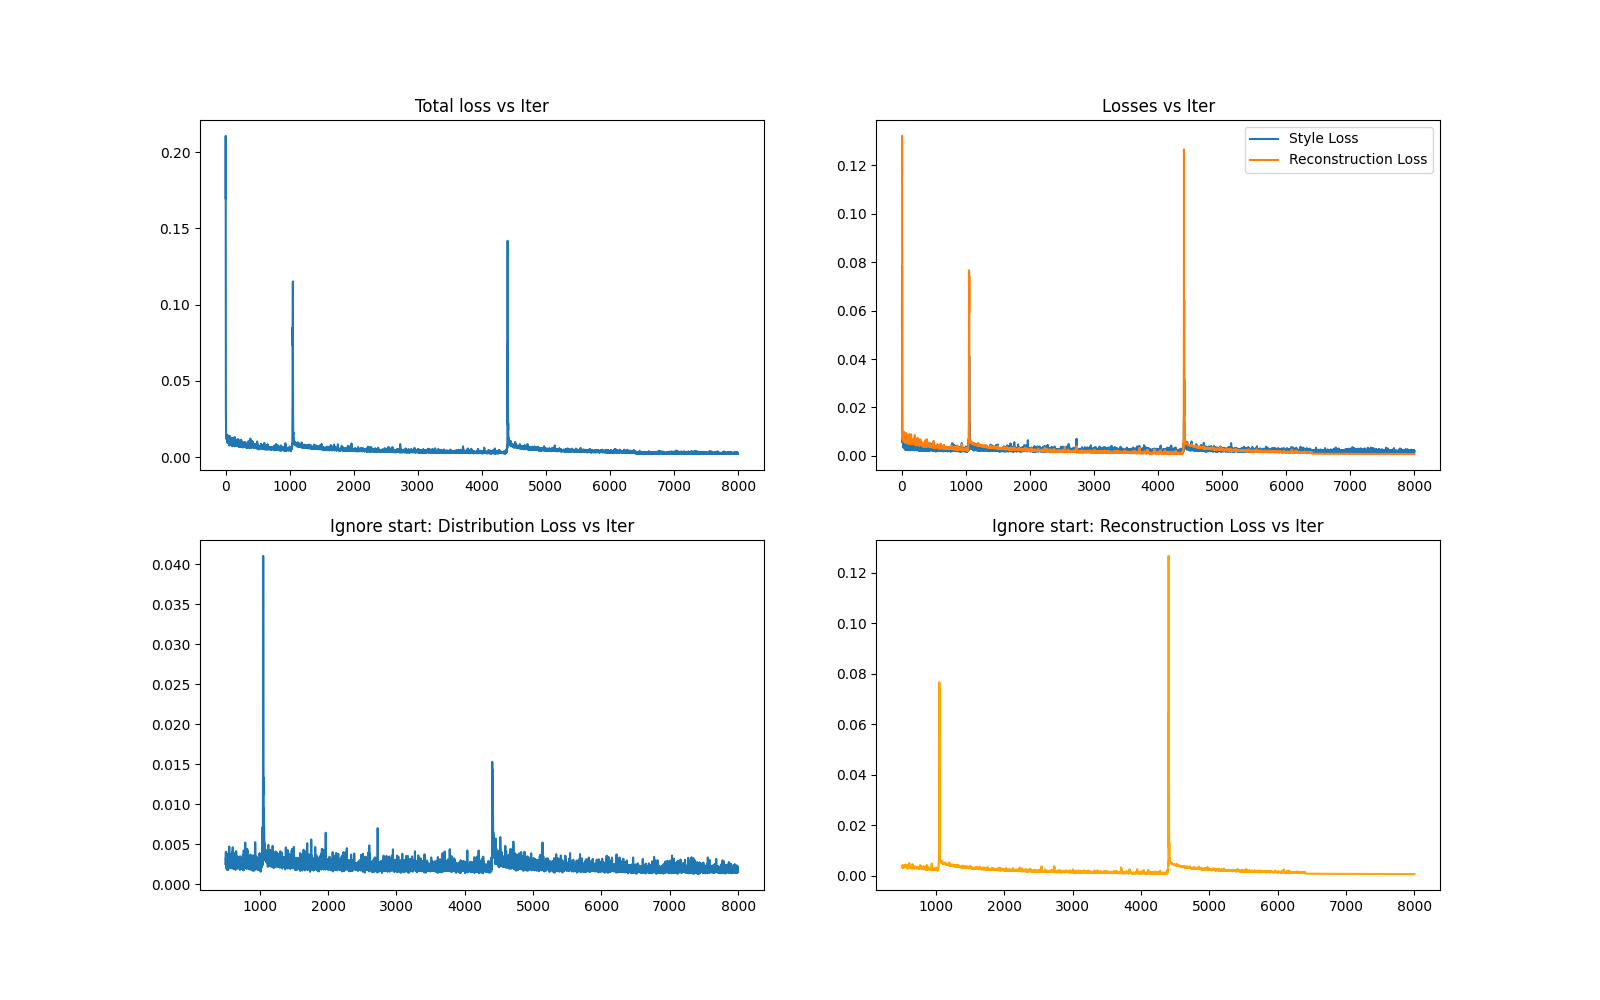 Total loss vs Iter
0.20
0.15
0.10
0.05
0.00
0 1000 2000 3000 4000 5000 6000 7000 8000
Losses vs Iter
Style Loss
Reconstruction Loss
0.12
0.10
0.08
0.06
0.04
0.02
0.00
0 1000 2000 3000 4000 5000 6000 7000 8000
Ignore start: Distribution Loss vs Iter
0.040
0.035
0.030
0.025
0.020
0.015
0.010
0.005
0.000
1000 2000 3000 4000 5000 6000 7000 8000
Ignore start: Reconstruction Loss vs Iter
0.12
0.10
0.08
0.06
0.04
0.02
0.00
1000 2000 3000 4000 5000 6000 7000 8000